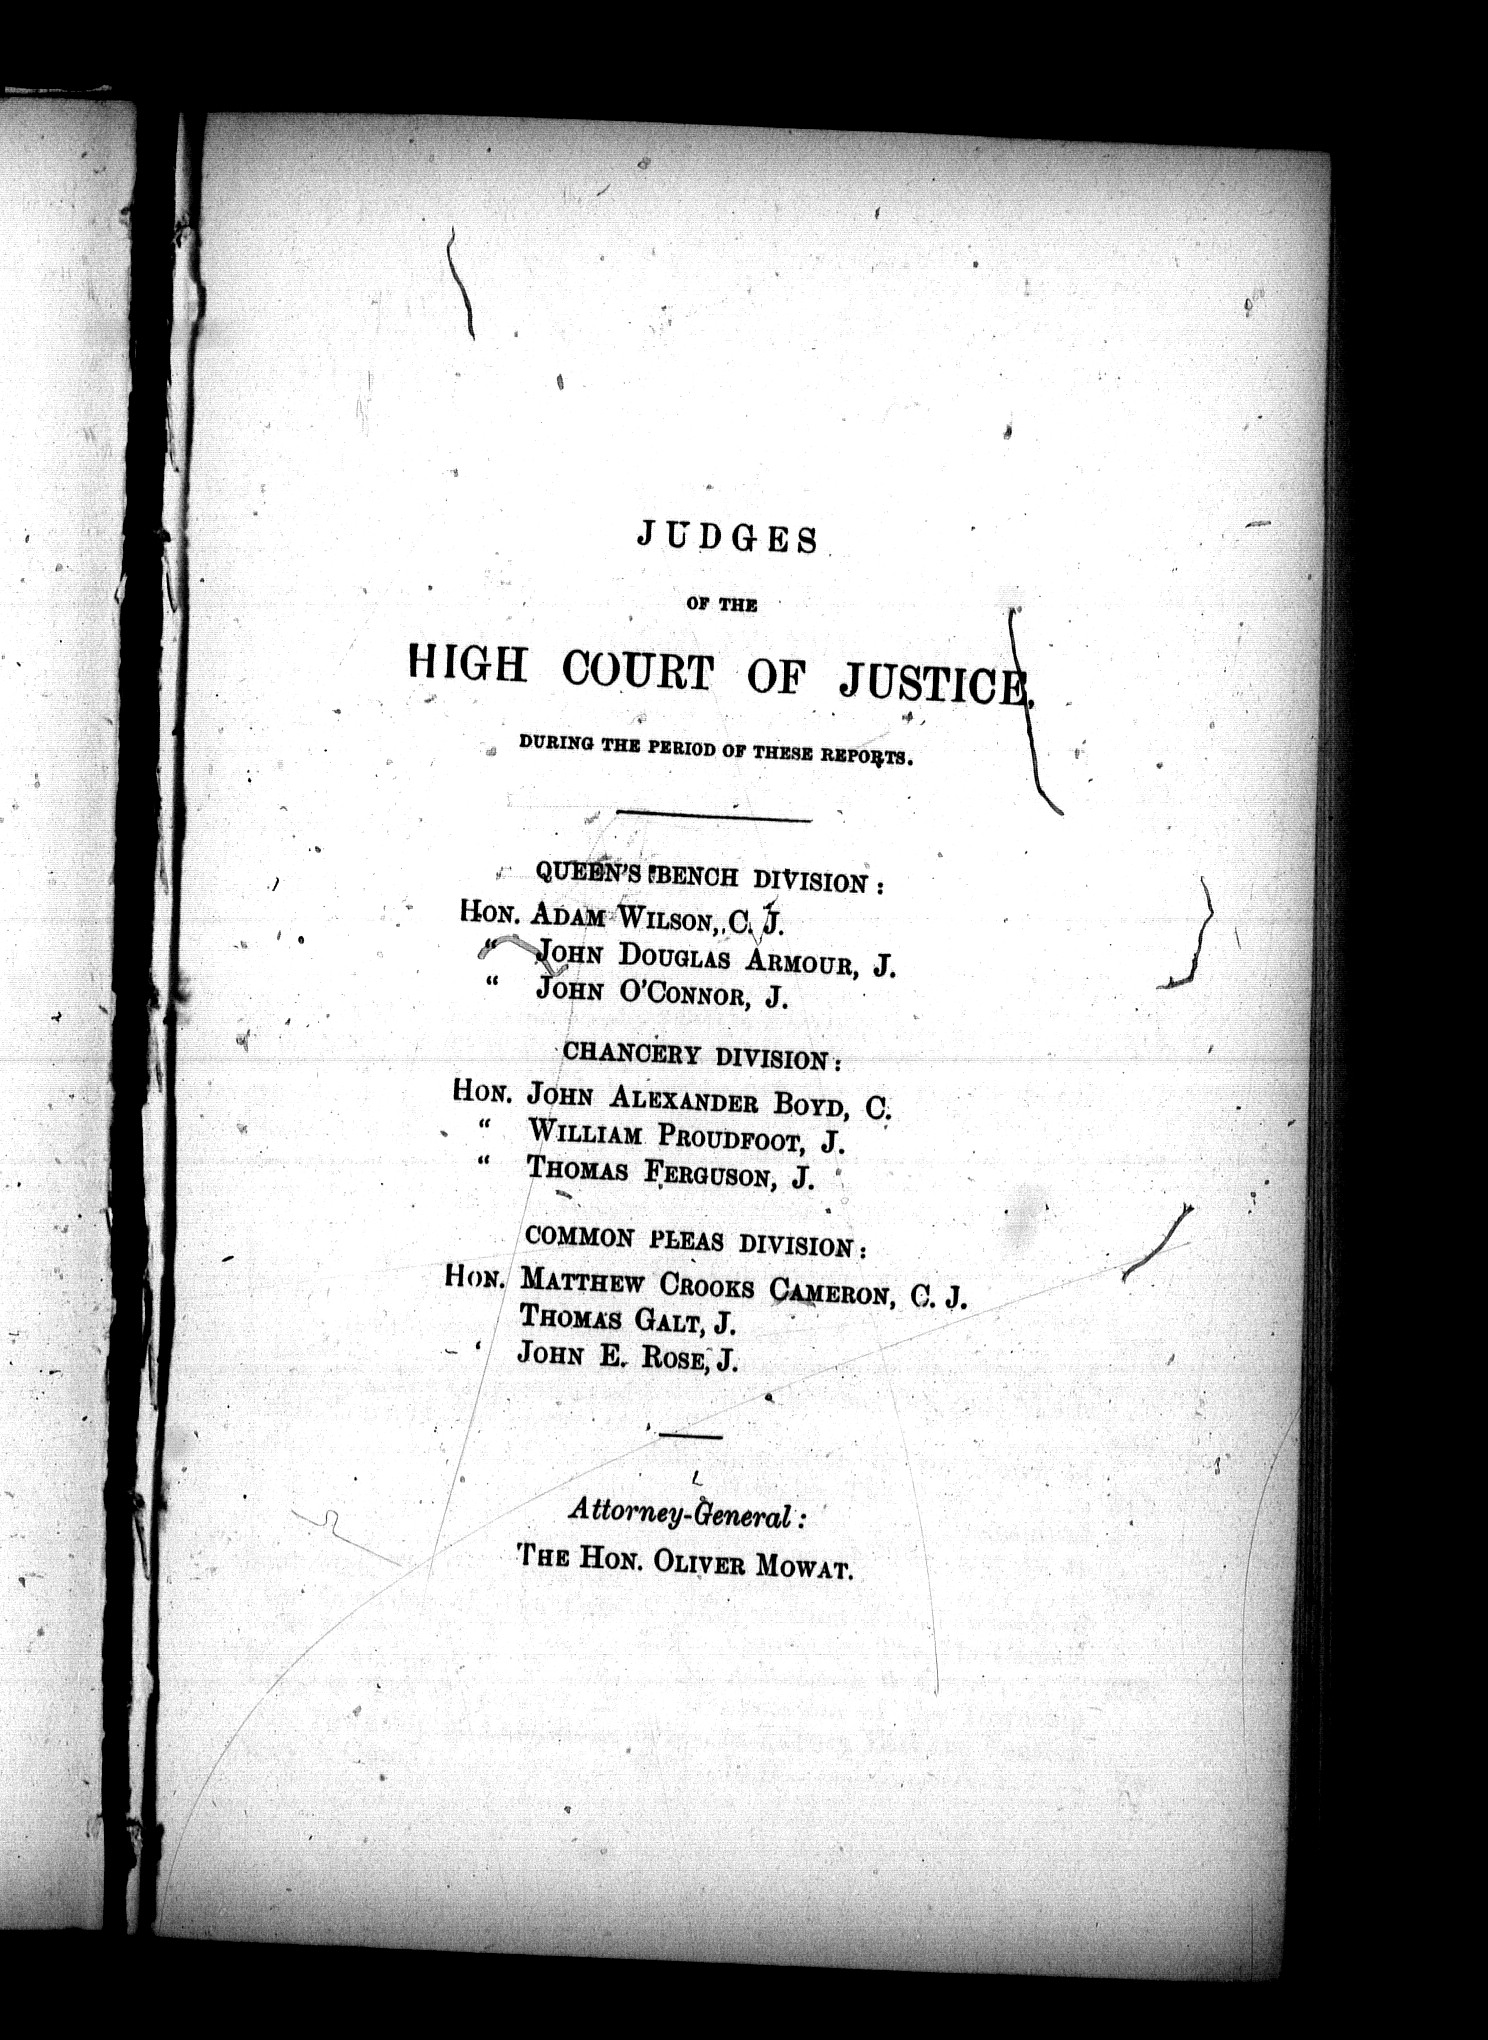 JUDGES
OF THE
HIGH COURT OF JUSTICE,
DURING THE PERIOD OF THESE REPORTS.
QUEEN'S BENCH DIVISION:
HON. ADAM WILSON, C. J.
“ JOHN DOUGLAS ARMOUR, J.
“ JOHN O'CONNOR, J.
CHANCERY DIVISION:
HON. JOHN ALEXANDER BOYD, C.
“ WILLIAM PROUDFOOT, J.
“ THOMAS FERGUSON, J.
COMMON PLEAS DIVISION:
HON. MATTHEW CROOKS CAMERON, C. J.
THOMAS GALT, J.
‘ JOHN E. ROSE, J.
Attorney-General:
THE HON. OLIVER MOWAT.